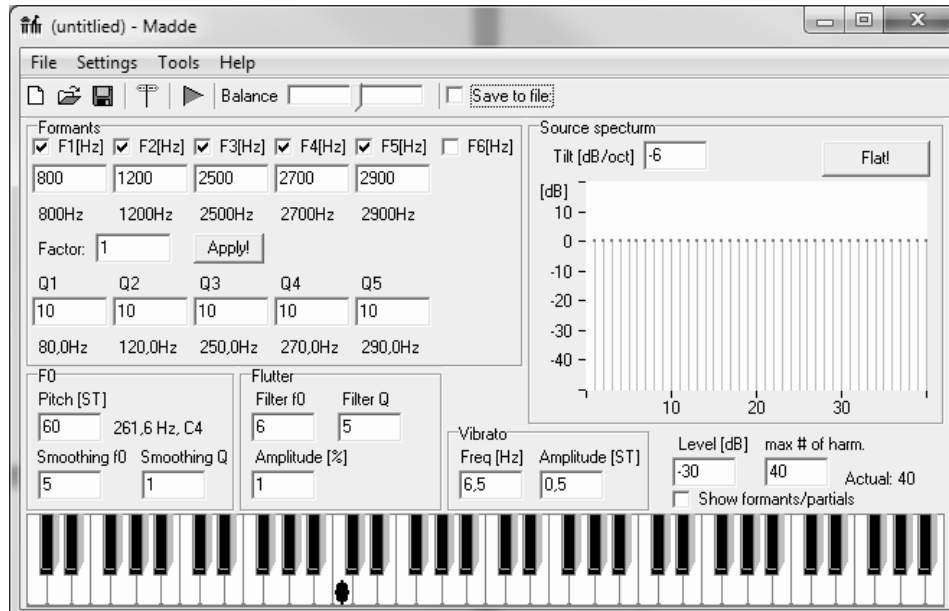 (untitlied) - Madde
File Settings Tools Help
Balance Save to file:
Formants
F1[Hz] F2[Hz] F3[Hz] F4[Hz] F5[Hz] F6[Hz]
800 1200 2500 2700 2900
800Hz 1200Hz 2500Hz 2700Hz 2900Hz
Factor: 1 Apply!
Q1 Q2 Q3 Q4 Q5
10 10 10 10 10
80,0Hz 120,0Hz 250,0Hz 270,0Hz 290,0Hz
Source specturm
Tilt [dB/oct] -6 Flat!
[dB]
10
0
-10
-20
-30
-40
10 20 30
F0
Pitch [ST]
60 261,6 Hz, C4
Smoothing f0 Smoothing Q
5 1
Flutter
Filter f0 Filter Q
6 5
Amplitude [%]
1
Vibrato
Freq [Hz] Amplitude [ST]
6,5 0,5
Level [dB] max # of harm.
-30 40 Actual: 40
Show formants/partials